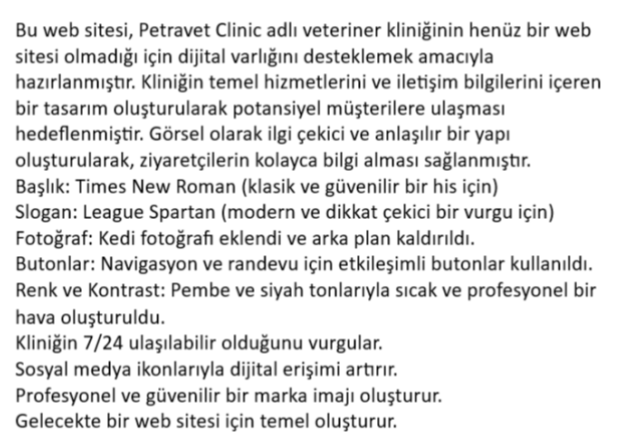 Bu web sitesi, Petravet Clinic adlı veteriner kliniğinin henüz bir web
sitesi olmadığı için dijital varlığını desteklemek amacıyla
hazırlanmıştır. Kliniğin temel hizmetlerini ve iletişim bilgilerini içeren
bir tasarım oluşturularak potansiyel müşterilere ulaşması
hedeflenmiştir. Görsel olarak ilgi çekici ve anlaşılır bir yapı
oluşturularak, ziyaretçilerin kolayca bilgi alması sağlanmıştır.
Başlık: Times New Roman (klasik ve güvenilir bir his için)
Slogan: League Spartan (modern ve dikkat çekici bir vurgu için)
Fotoğraf: Kedi fotoğrafı eklendi ve arka plan kaldırıldı.
Butonlar: Navigasyon ve randevu için etkileşimli butonlar kullanıldı.
Renk ve Kontrast: Pembe ve siyah tonlarıyla sıcak ve profesyonel bir
hava oluşturuldu.
Kliniğin 7/24 ulaşılabilir olduğunu vurgular.
Sosyal medya ikonlarıyla dijital erişimi artırır.
Profesyonel ve güvenilir bir marka imajı oluşturur.
Gelecekte bir web sitesi için temel oluşturur.